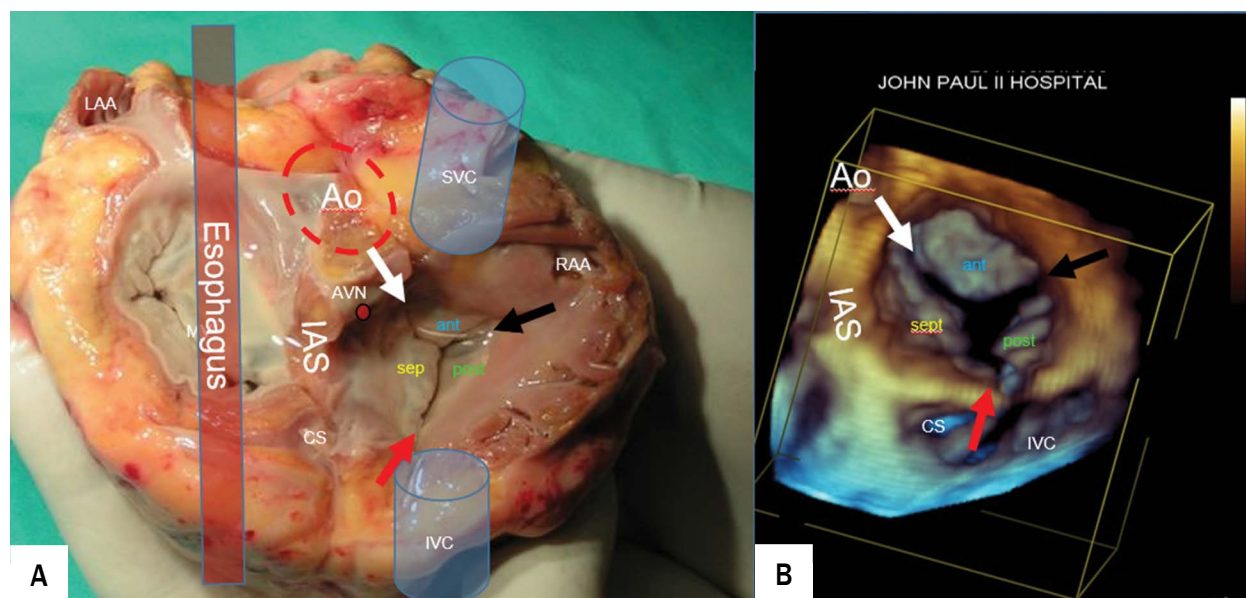 LAA
Ao
SVC
Esophagus
RAA
AVN
IAS
ant
M
sep
post
CS
IVC
A
JOHN PAUL II HOSPITAL
Ao
ant
IAS
sept
post
CS
IVC
B